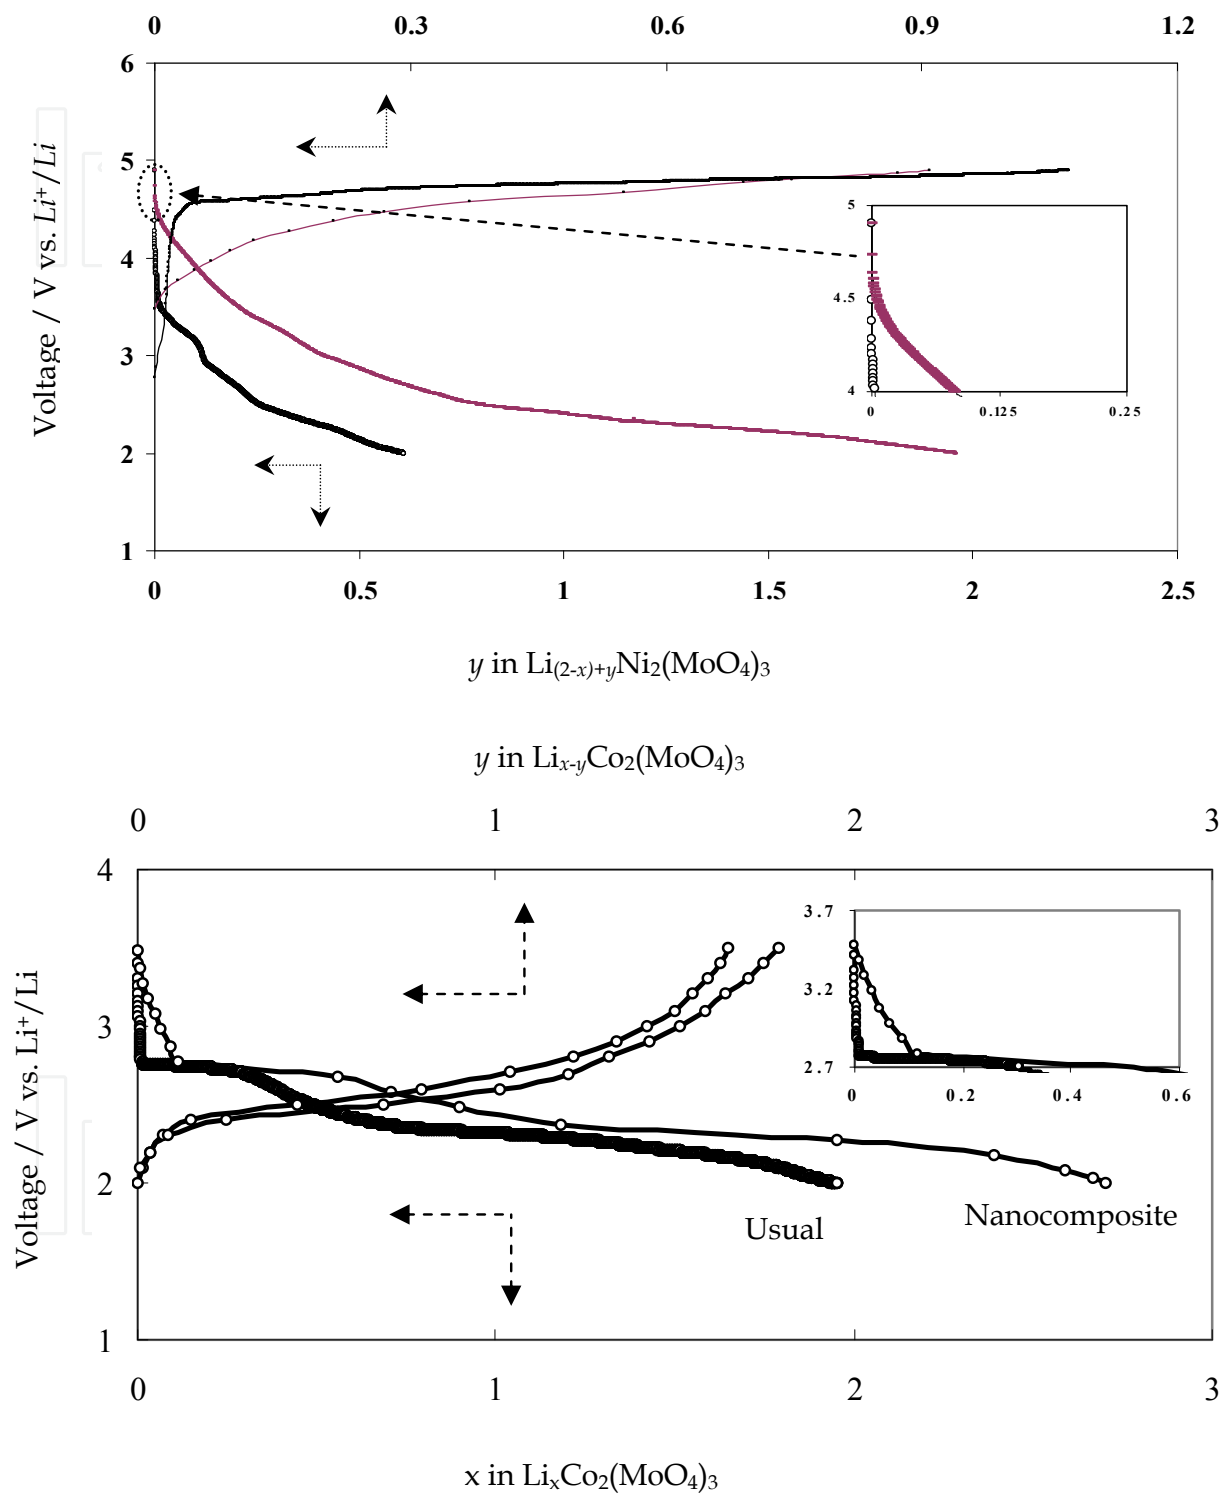 0 0.3 0.6 0.9 1.2
6
5
4
3
2
1
Voltage / V vs. Li⁺/Li
5
4.5
4
0 0.125 0.25
0 0.5 1 1.5 2 2.5
y in Li₍₂₋ₓ₎₊yNi₂(MoO₄)₃
y in Liₓ₋yCo₂(MoO₄)₃
0 1 2 3
4
3
2
1
Voltage / V vs. Li⁺/Li
3.7
3.2
2.7
0 0.2 0.4 0.6
Usual
Nanocomposite
0 1 2 3
x in LiₓCo₂(MoO₄)₃